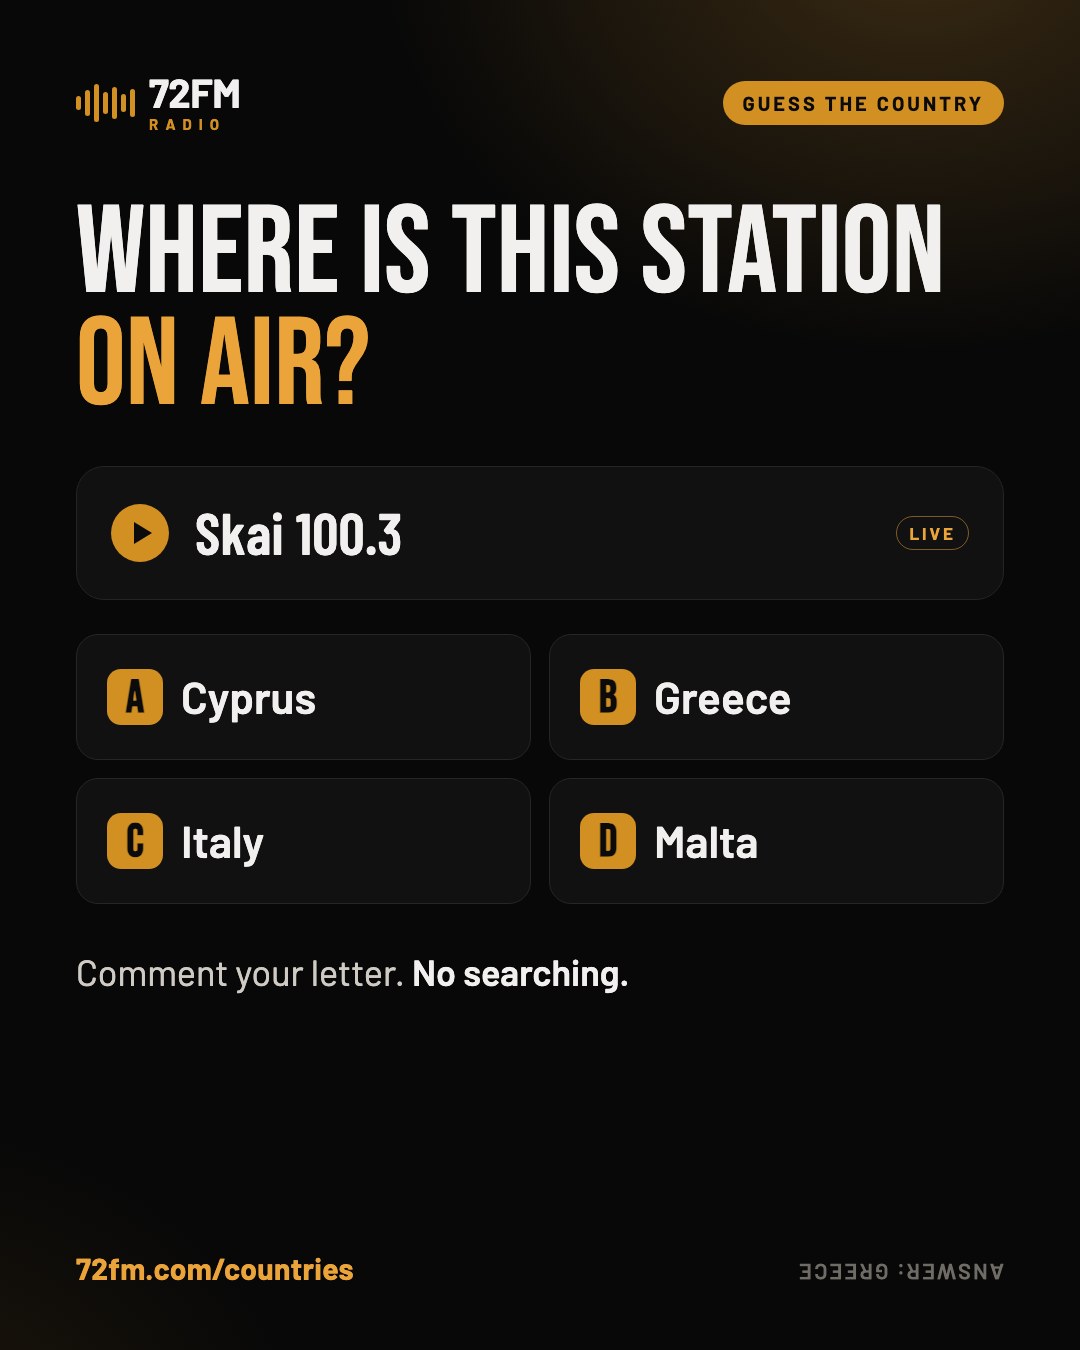 72FM
RADIO
GUESS THE COUNTRY
WHERE IS THIS STATION
ON AIR?
Skai 100.3
LIVE
A Cyprus
B Greece
C Italy
D Malta
Comment your letter. No searching.
72fm.com/countries
ANSWER: GREECE